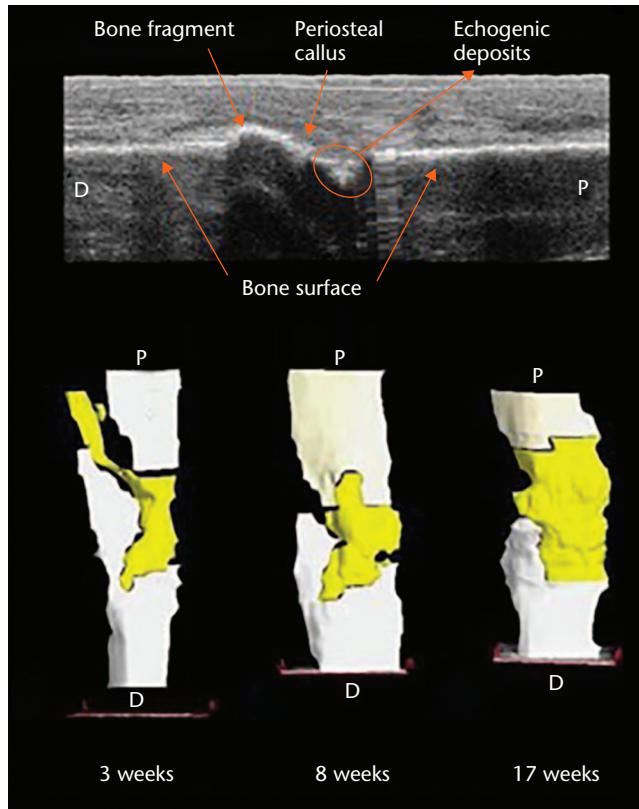 Bone fragment
Periosteal
callus
Echogenic
deposits
D
P
Bone surface
P
P
P
D
D
D
3 weeks
8 weeks
17 weeks